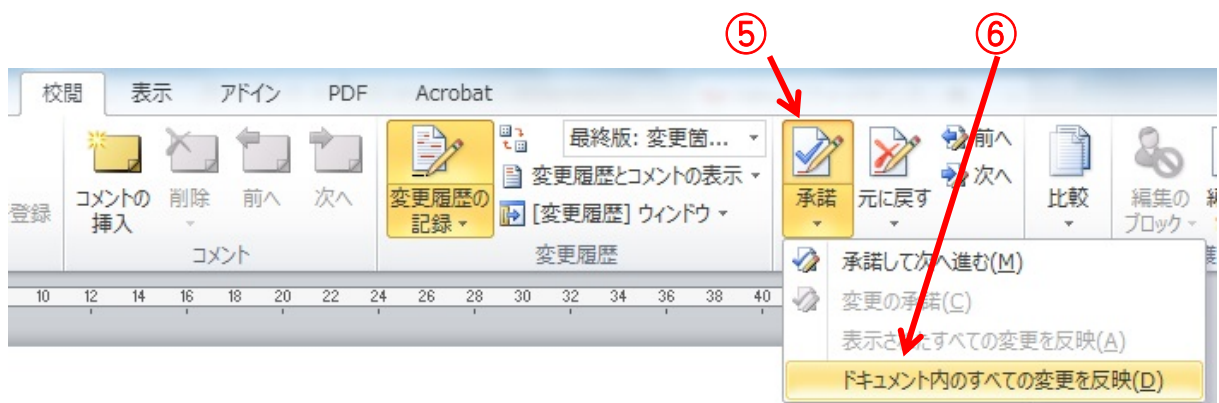 ⑤ ⑥
校閲 表示 アドイン PDF Acrobat
登録
コメントの
挿入
削除
前へ
次へ
コメント
変更履歴の
記録
最終版: 変更箇...
変更履歴とコメントの表示
[変更履歴] ウィンドウ
変更履歴
承諾
元に戻す
前へ
次へ
比較
編集の
ブロック
10 12 14 16 18 20 22 24 26 28 30 32 34 36 38 40
承諾して次へ進む(M)
変更の承諾(C)
表示されたすべての変更を反映(A)
ドキュメント内のすべての変更を反映(D)